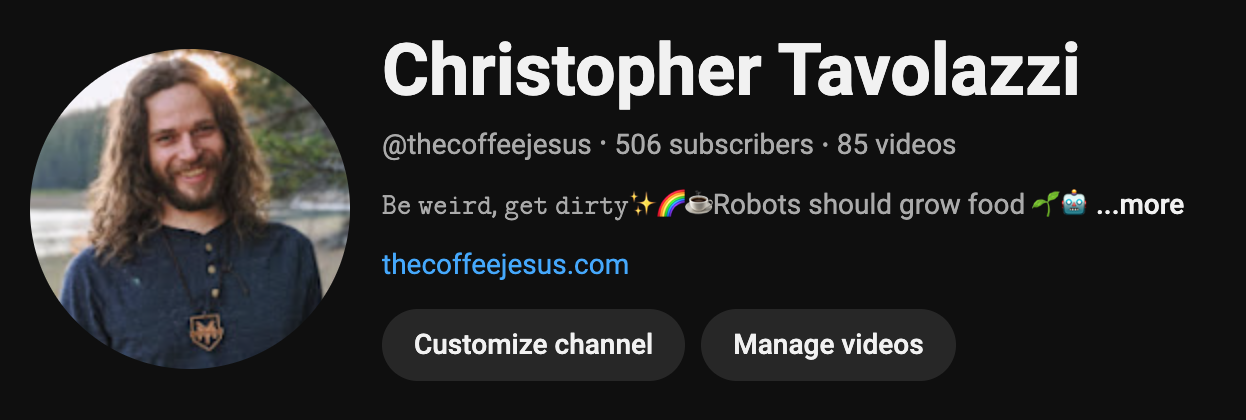 Christopher Tavolazzi
@thecoffeejesus · 506 subscribers · 85 videos
𝙱𝚎 𝚠𝚎𝚒𝚛𝚍, 𝚐𝚎𝚝 𝚍𝚒𝚛𝚝𝚢✨🌈☕Robots should grow food 🌱🤖 ...more
thecoffeejesus.com
Customize channel Manage videos